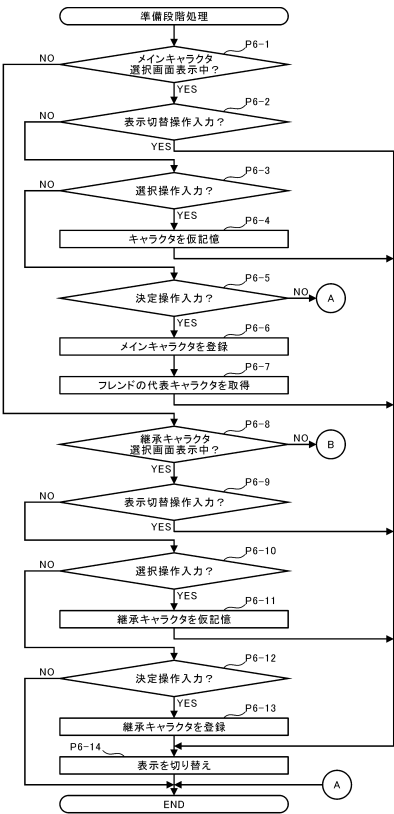 準備段階処理
P6-1
メインキャラクタ
選択画面表示中?
NO
YES
P6-2
表示切替操作入力?
NO
YES
P6-3
選択操作入力?
NO
YES
P6-4
キャラクタを仮記憶
P6-5
決定操作入力?
NO
A
YES
P6-6
メインキャラクタを登録
P6-7
フレンドの代表キャラクタを取得
P6-8
継承キャラクタ
選択画面表示中?
NO
B
YES
P6-9
表示切替操作入力?
NO
YES
P6-10
選択操作入力?
NO
YES
P6-11
継承キャラクタを仮記憶
P6-12
決定操作入力?
NO
YES
P6-13
継承キャラクタを登録
P6-14
表示を切り替え
A
END